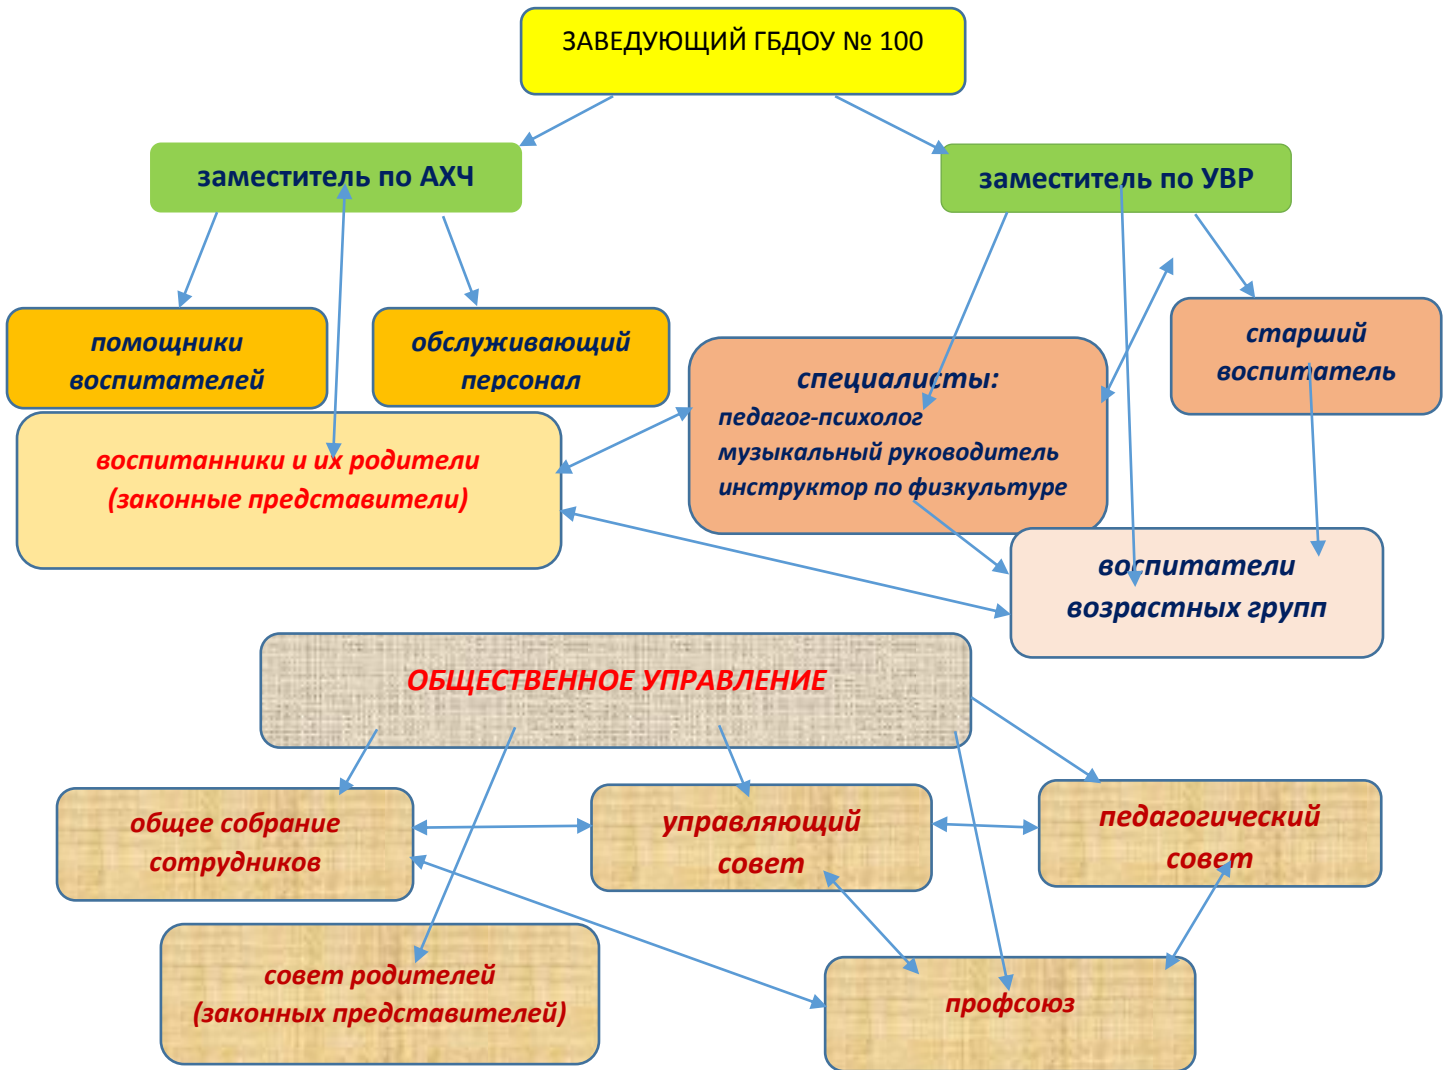 ЗАВЕДУЮЩИЙ ГБДОУ № 100
заместитель по АХЧ
заместитель по УВР
помощники
воспитателей
обслуживающий
персонал
специалисты:
педагог-психолог
музыкальный руководитель
инструктор по физкультуре
старший
воспитатель
воспитанники и их родители
(законные представители)
воспитатели
возрастных групп
ОБЩЕСТВЕННОЕ УПРАВЛЕНИЕ
общее собрание
сотрудников
управляющий
совет
педагогический
совет
совет родителей
(законных представителей)
профсоюз